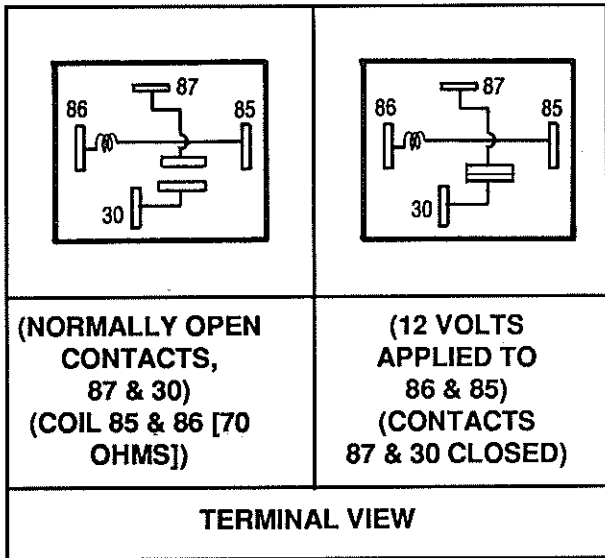 87
86
85
30
87
86
85
30
(NORMALLY OPEN
CONTACTS,
87 & 30)
(COIL 85 & 86 [70
OHMS])
(12 VOLTS
APPLIED TO
86 & 85)
(CONTACTS
87 & 30 CLOSED)
TERMINAL VIEW